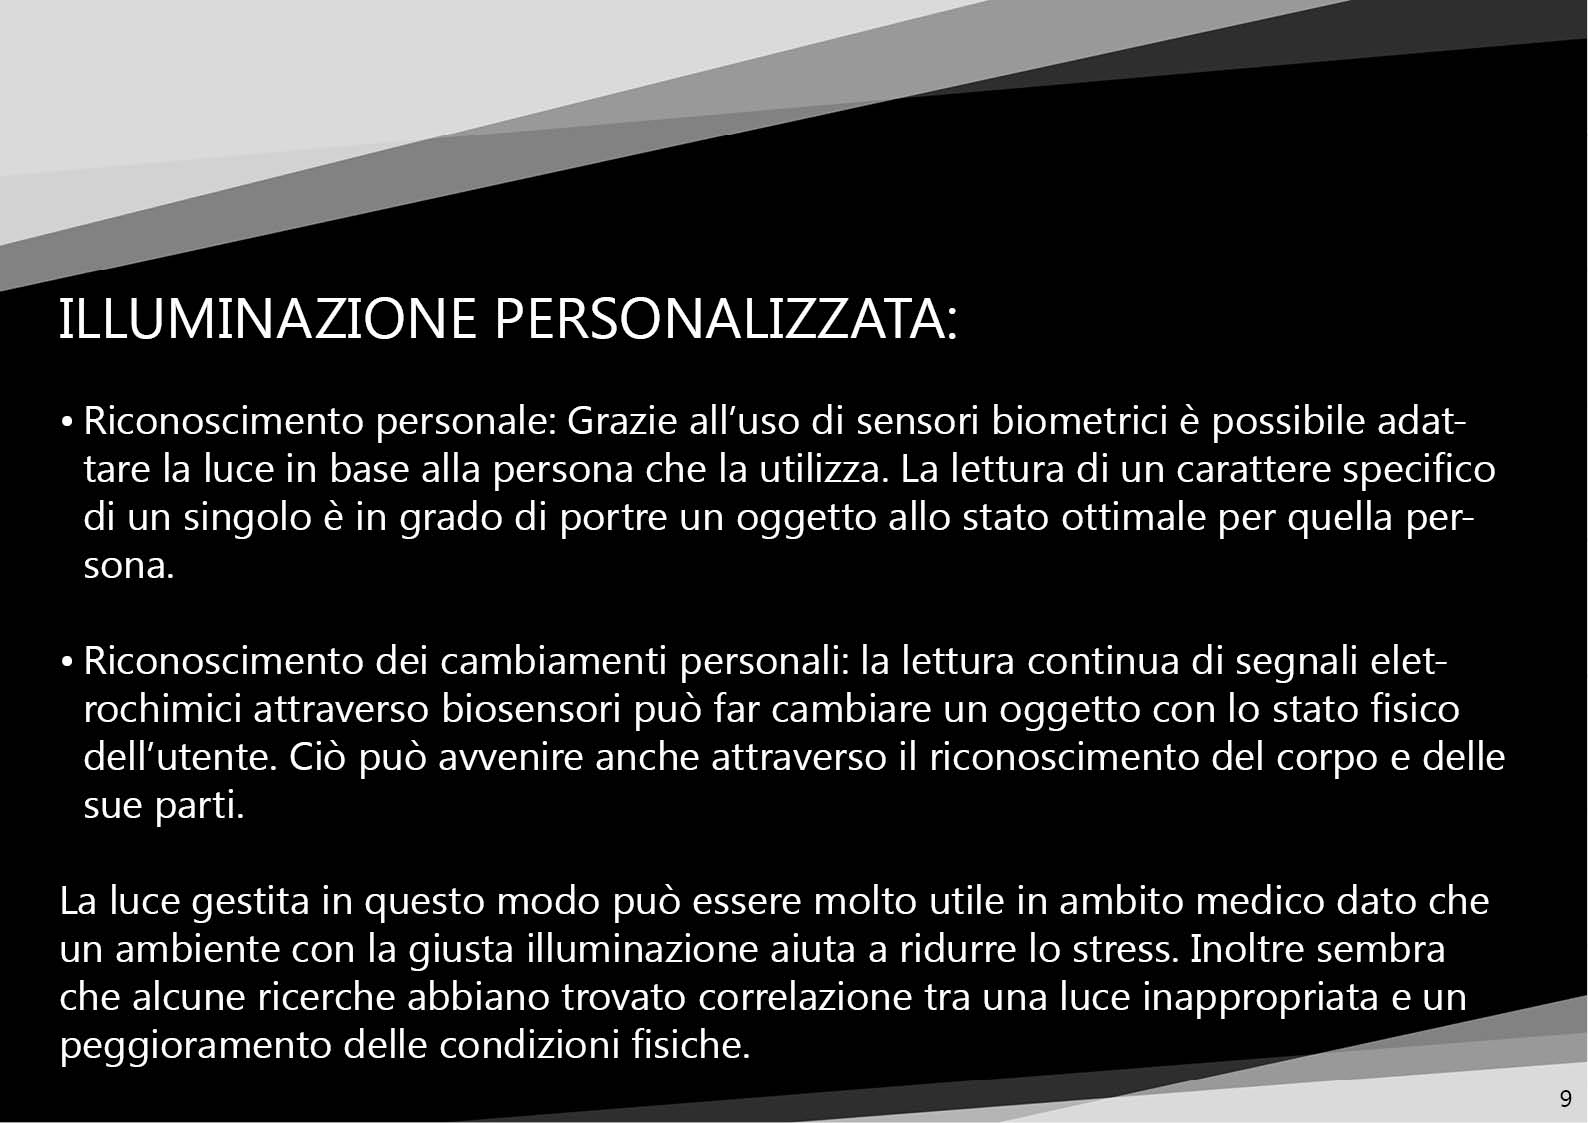 ILLUMINAZIONE PERSONALIZZATA:
• Riconoscimento personale: Grazie all’uso di sensori biometrici è possibile adat-
tare la luce in base alla persona che la utilizza. La lettura di un carattere specifico
di un singolo è in grado di portre un oggetto allo stato ottimale per quella per-
sona.
• Riconoscimento dei cambiamenti personali: la lettura continua di segnali elet-
rochimici attraverso biosensori può far cambiare un oggetto con lo stato fisico
dell’utente. Ciò può avvenire anche attraverso il riconoscimento del corpo e delle
sue parti.
La luce gestita in questo modo può essere molto utile in ambito medico dato che
un ambiente con la giusta illuminazione aiuta a ridurre lo stress. Inoltre sembra
che alcune ricerche abbiano trovato correlazione tra una luce inappropriata e un
peggioramento delle condizioni fisiche.
9